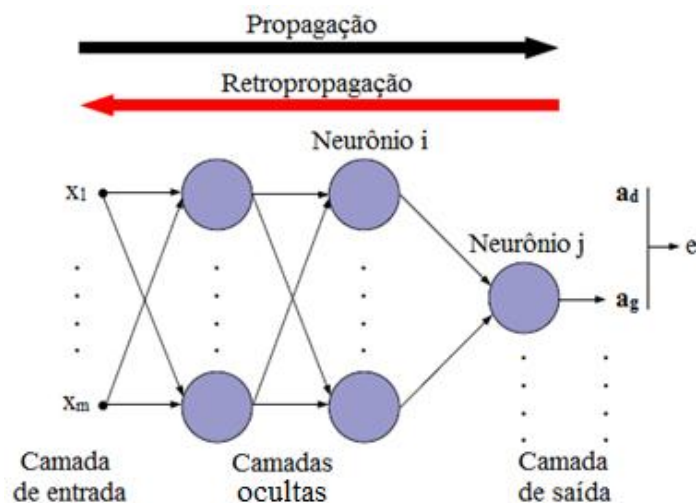 Propagação
Retropropagação
Neurônio i
x1
ad
Neurônio j
e
ag
xm
Camada
de entrada
Camadas
ocultas
Camada
de saída